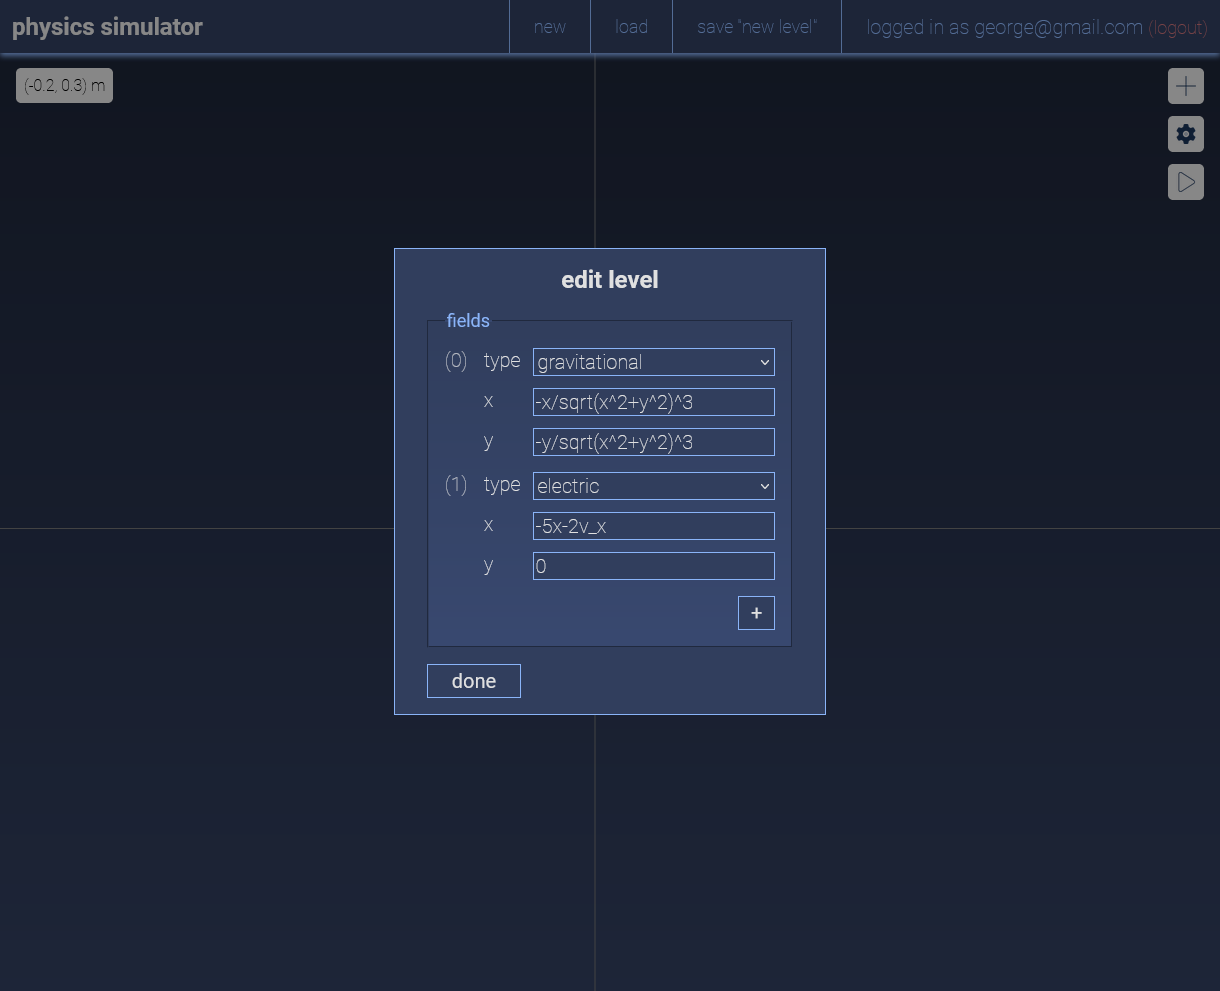 physics simulator
new
load
save "new level"
logged in as george@gmail.com (logout)
(-0.2, 0.3) m
edit level
fields
(0) type gravitational
x -x/sqrt(x^2+y^2)^3
y -y/sqrt(x^2+y^2)^3
(1) type electric
x -5x-2v_x
y 0
+
done